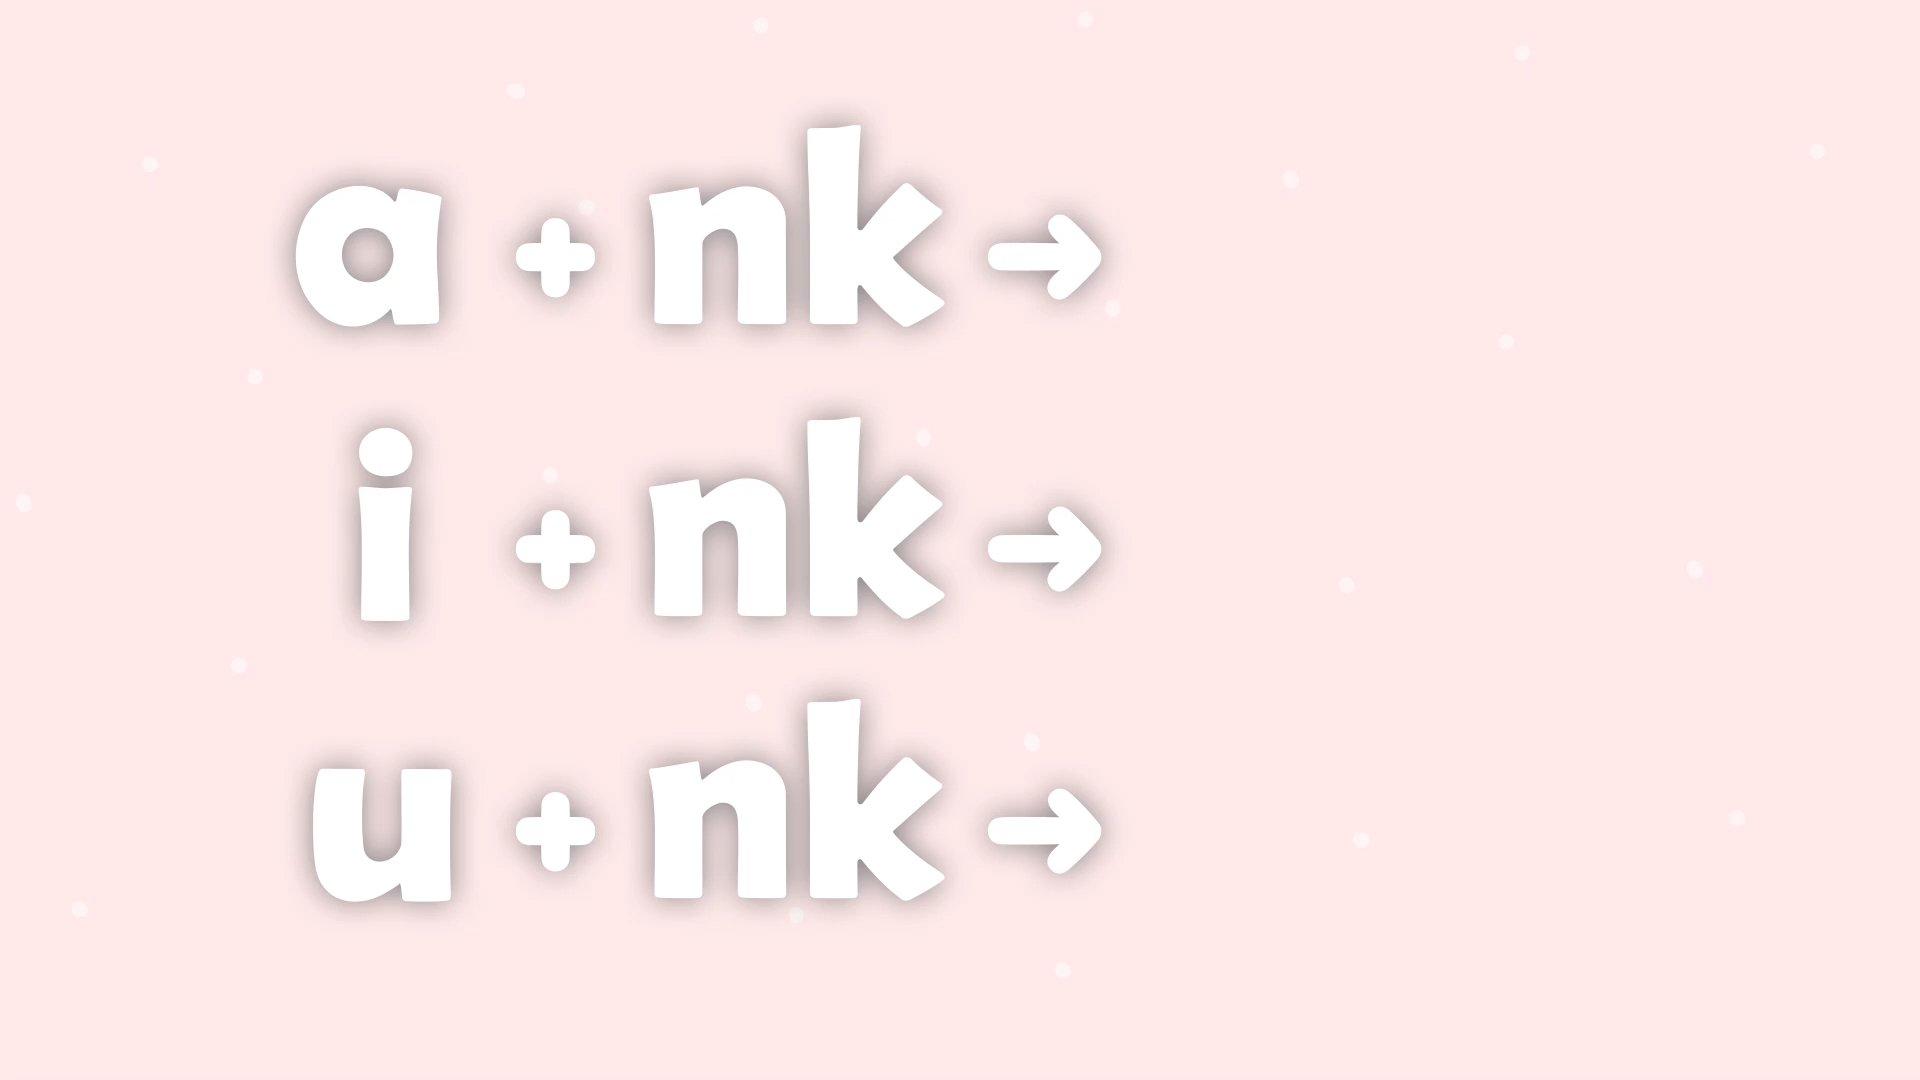 a + nk →
i + nk →
u + nk →